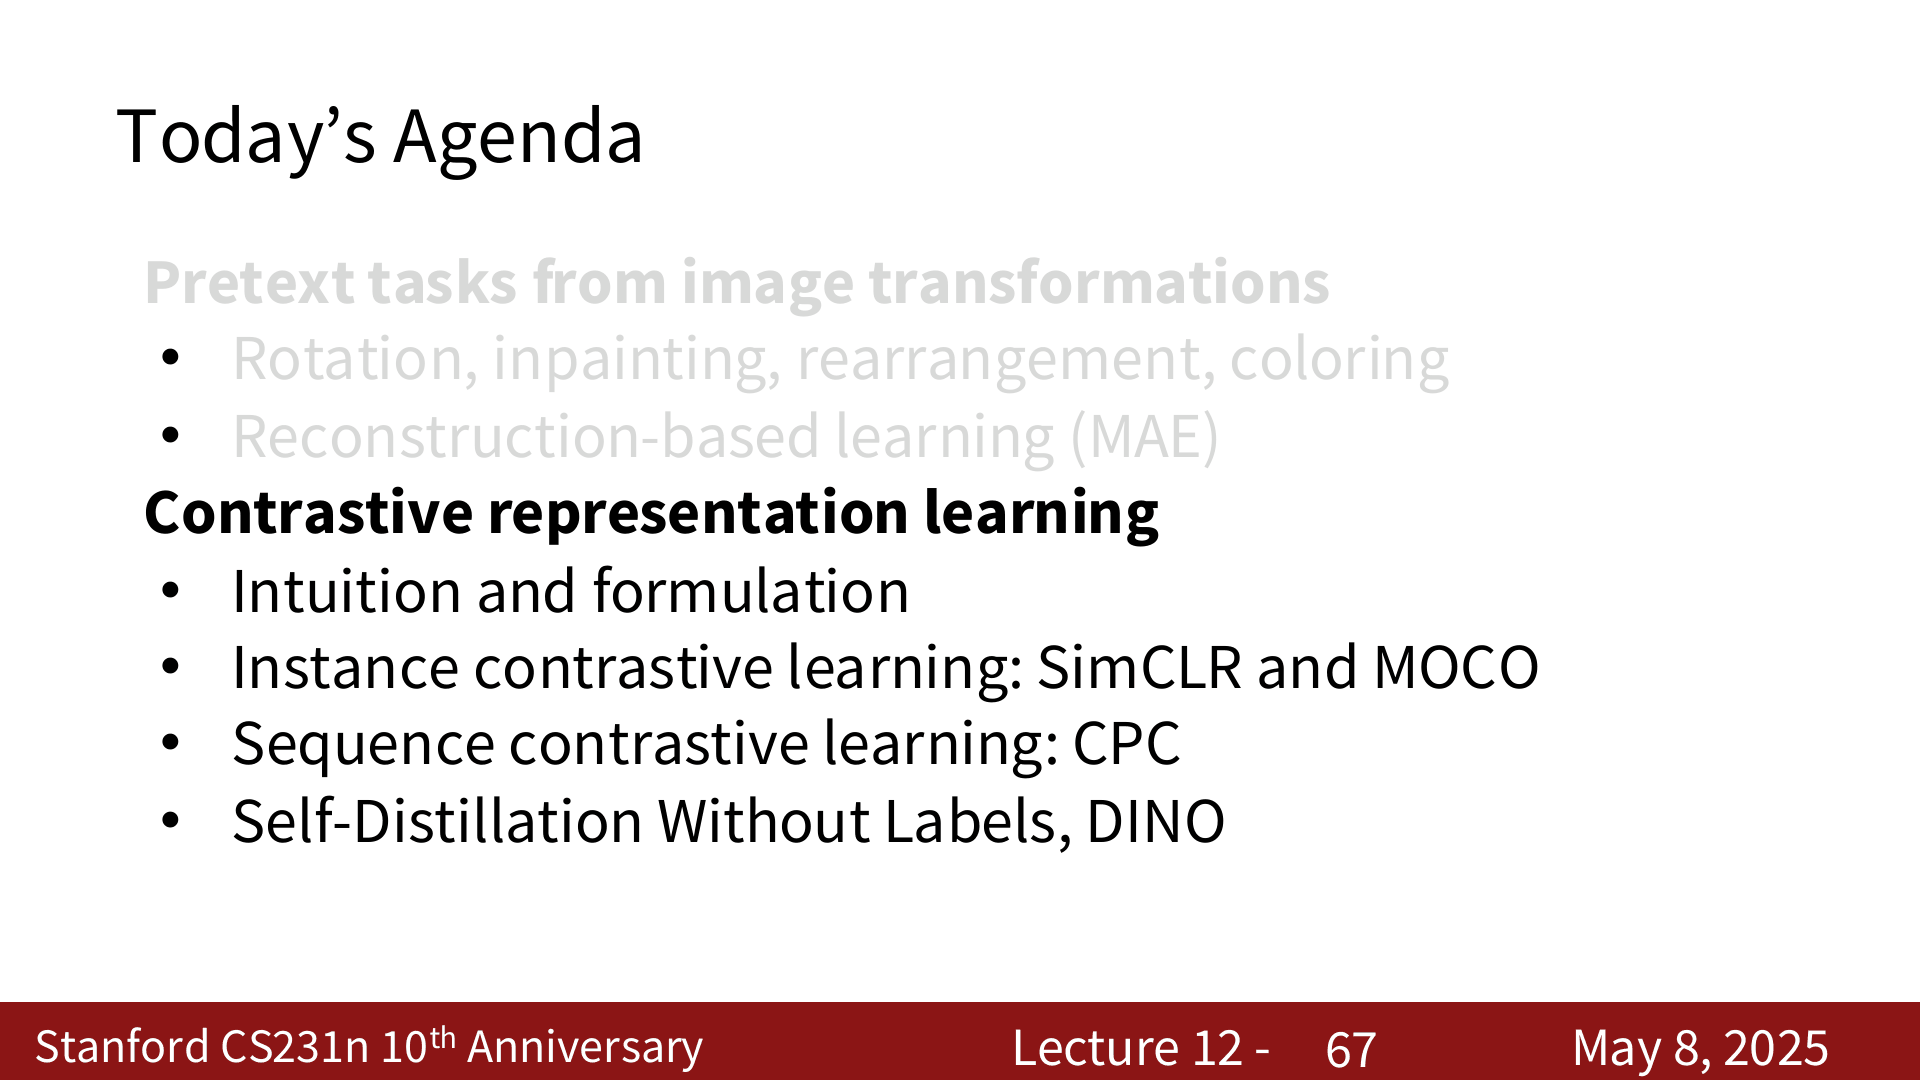 Today’s Agenda
Pretext tasks from image transformations
• Rotation, inpainting, rearrangement, coloring
• Reconstruction-based learning (MAE)
Contrastive representation learning
• Intuition and formulation
• Instance contrastive learning: SimCLR and MOCO
• Sequence contrastive learning: CPC
• Self-Distillation Without Labels, DINO
Stanford CS231n 10th Anniversary Lecture 12 - 67 May 8, 2025